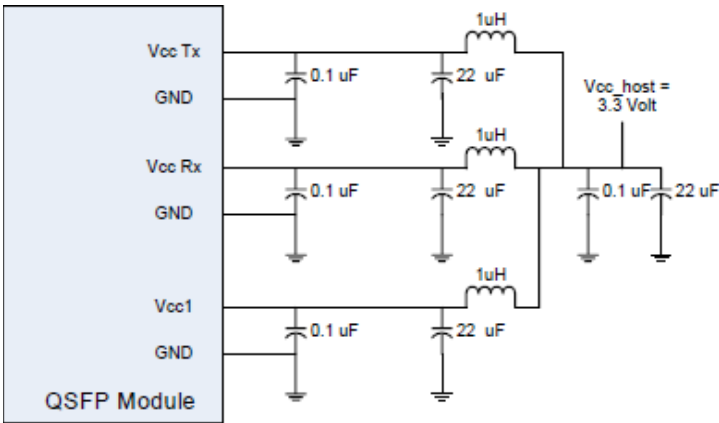 1uH
Vcc Tx
0.1 uF
22 uF
GND
Vcc_host =
3.3 Volt
1uH
Vcc Rx
0.1 uF
22 uF
0.1 uF
22 uF
GND
1uH
Vcc1
0.1 uF
22 uF
GND
QSFP Module